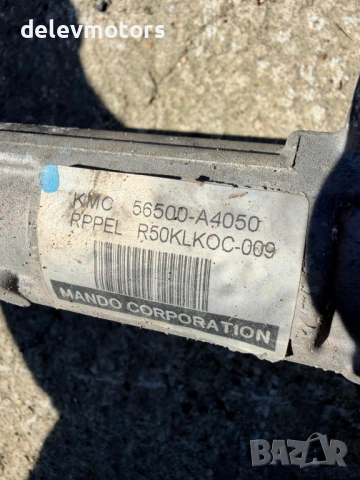 delevmotors
KMC 56500-A4050
RPPEL R50KLKOC-009
MANDO CORPORATION
BAZAR